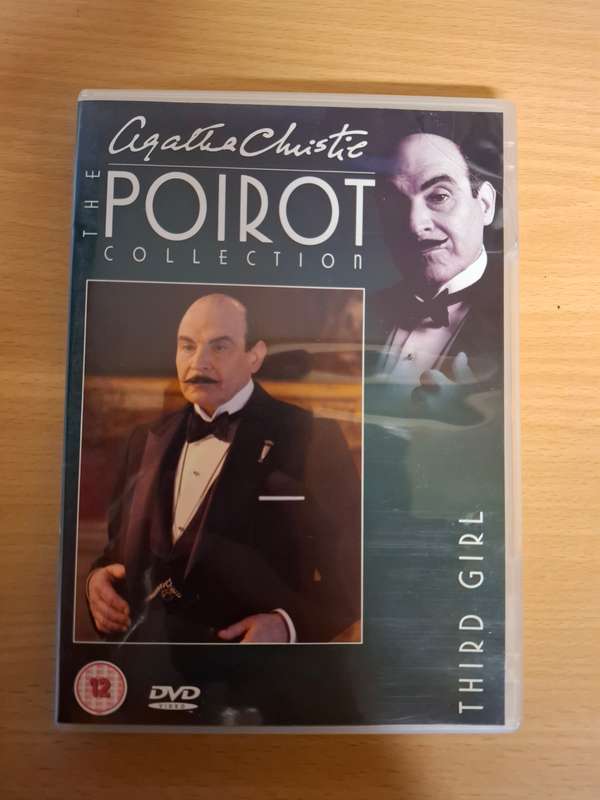 Agatha Christie
THE
POIROT
COLLECTION
THIRD GIRL
12
DVD
VIDEO